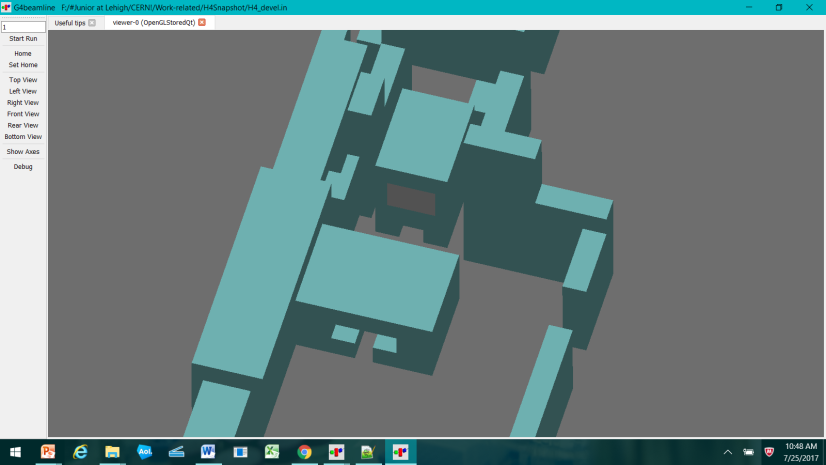 G4beamline F:/#Junior at Lehigh/CERNI/Work-related/H4Snapshot/H4_devel.in
Useful tips
viewer-0 (OpenGLStoredQt)
1
Start Run
Home
Set Home
Top View
Left View
Right View
Front View
Rear View
Bottom View
Show Axes
Debug
Aol.
10:48 AM
7/25/2017